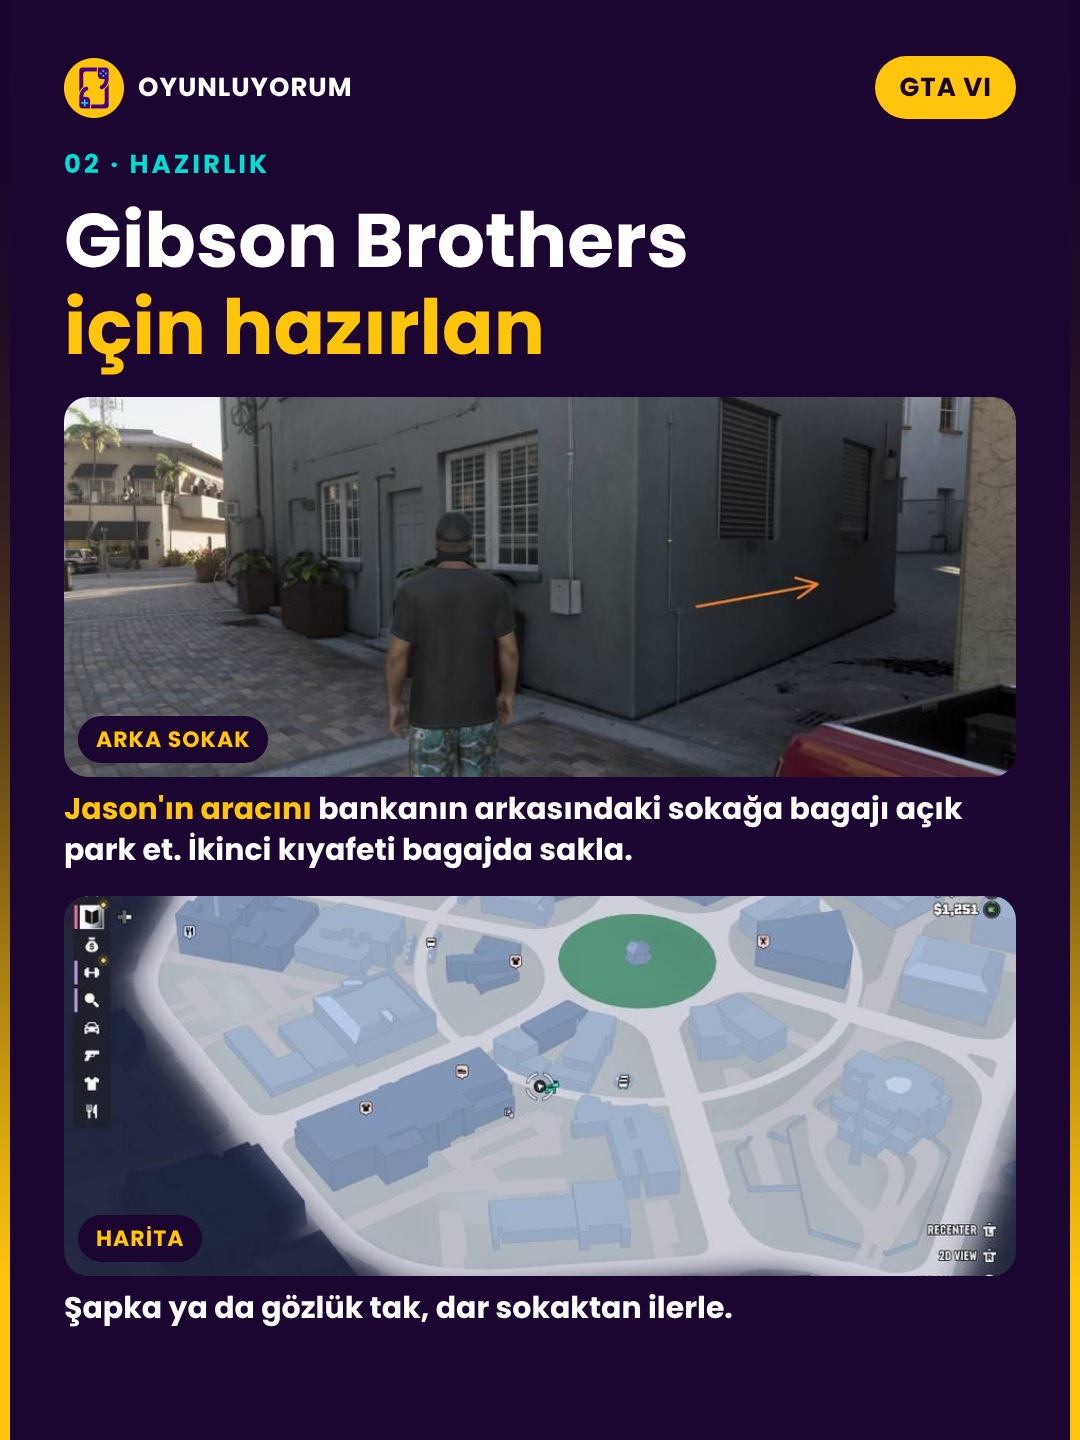 OYUNLUYORUM
GTA VI
02 · HAZIRLIK
Gibson Brothers
için hazırlan
ARKA SOKAK
Jason'ın aracını bankanın arkasındaki sokağa bagajı açık
park et. İkinci kıyafeti bagajda sakla.
$1,251
RECENTER
2D VIEW
HARİTA
Şapka ya da gözlük tak, dar sokaktan ilerle.